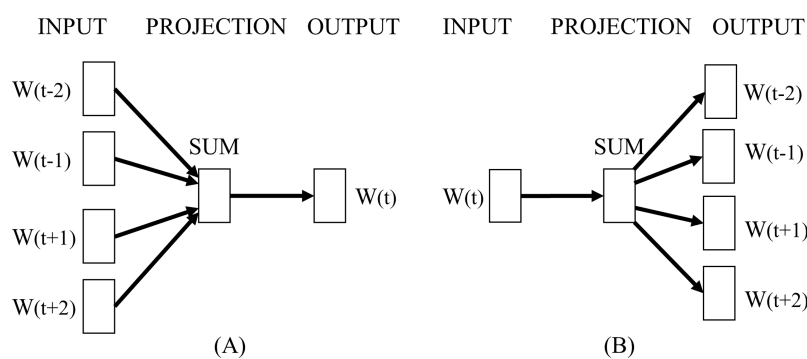 INPUT PROJECTION OUTPUT INPUT PROJECTION OUTPUT
W(t-2) W(t-2)
W(t-1) SUM SUM W(t-1)
W(t) W(t)
W(t+1) W(t+1)
W(t+2) W(t+2)
(A) (B)